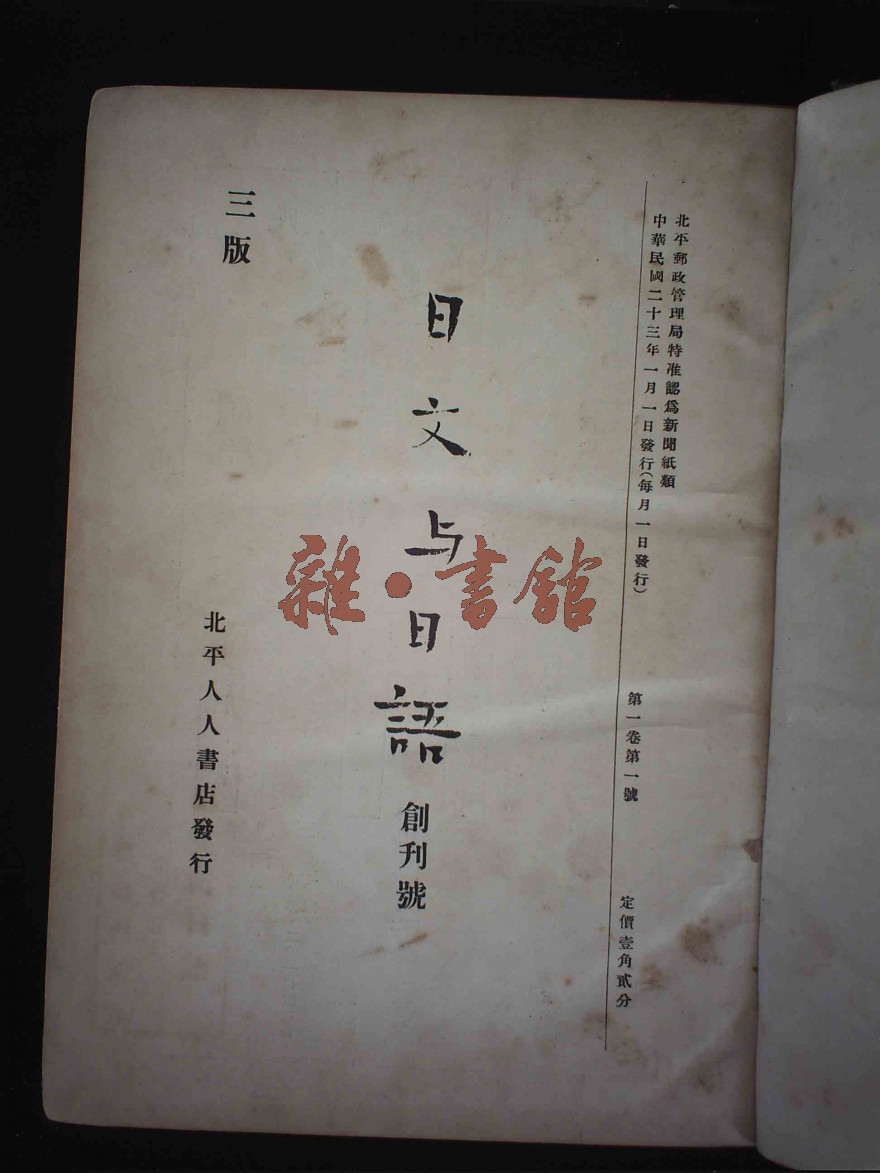 北平郵政管理局特准認爲新聞紙類
中華民國二十三年一月一日發行(每月一日發行)
第一卷第一號
定價壹角貳分
日文与日語
創刊號
三版
北平人人書店發行
雜·書館